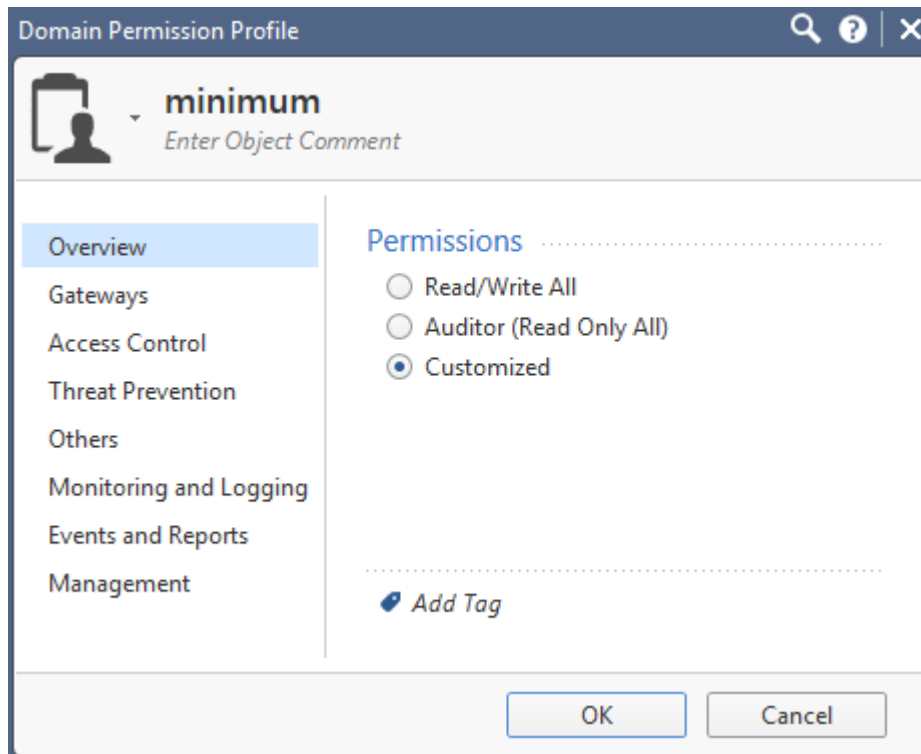 Domain Permission Profile
minimum
Enter Object Comment
Overview
Gateways
Access Control
Threat Prevention
Others
Monitoring and Logging
Events and Reports
Management
Permissions
Read/Write All
Auditor (Read Only All)
Customized
Add Tag
OK
Cancel